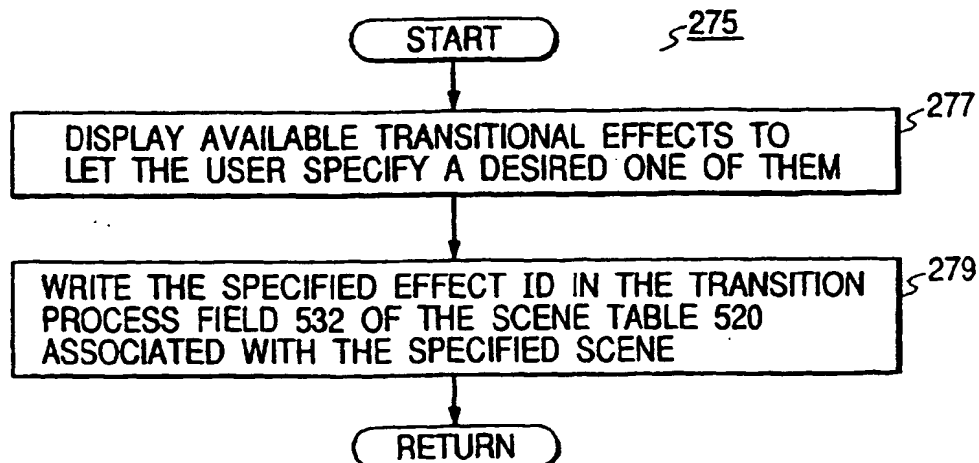 START
275
DISPLAY AVAILABLE TRANSITIONAL EFFECTS TO
LET THE USER SPECIFY A DESIRED ONE OF THEM
277
WRITE THE SPECIFIED EFFECT ID IN THE TRANSITION
PROCESS FIELD 532 OF THE SCENE TABLE 520
ASSOCIATED WITH THE SPECIFIED SCENE
279
RETURN